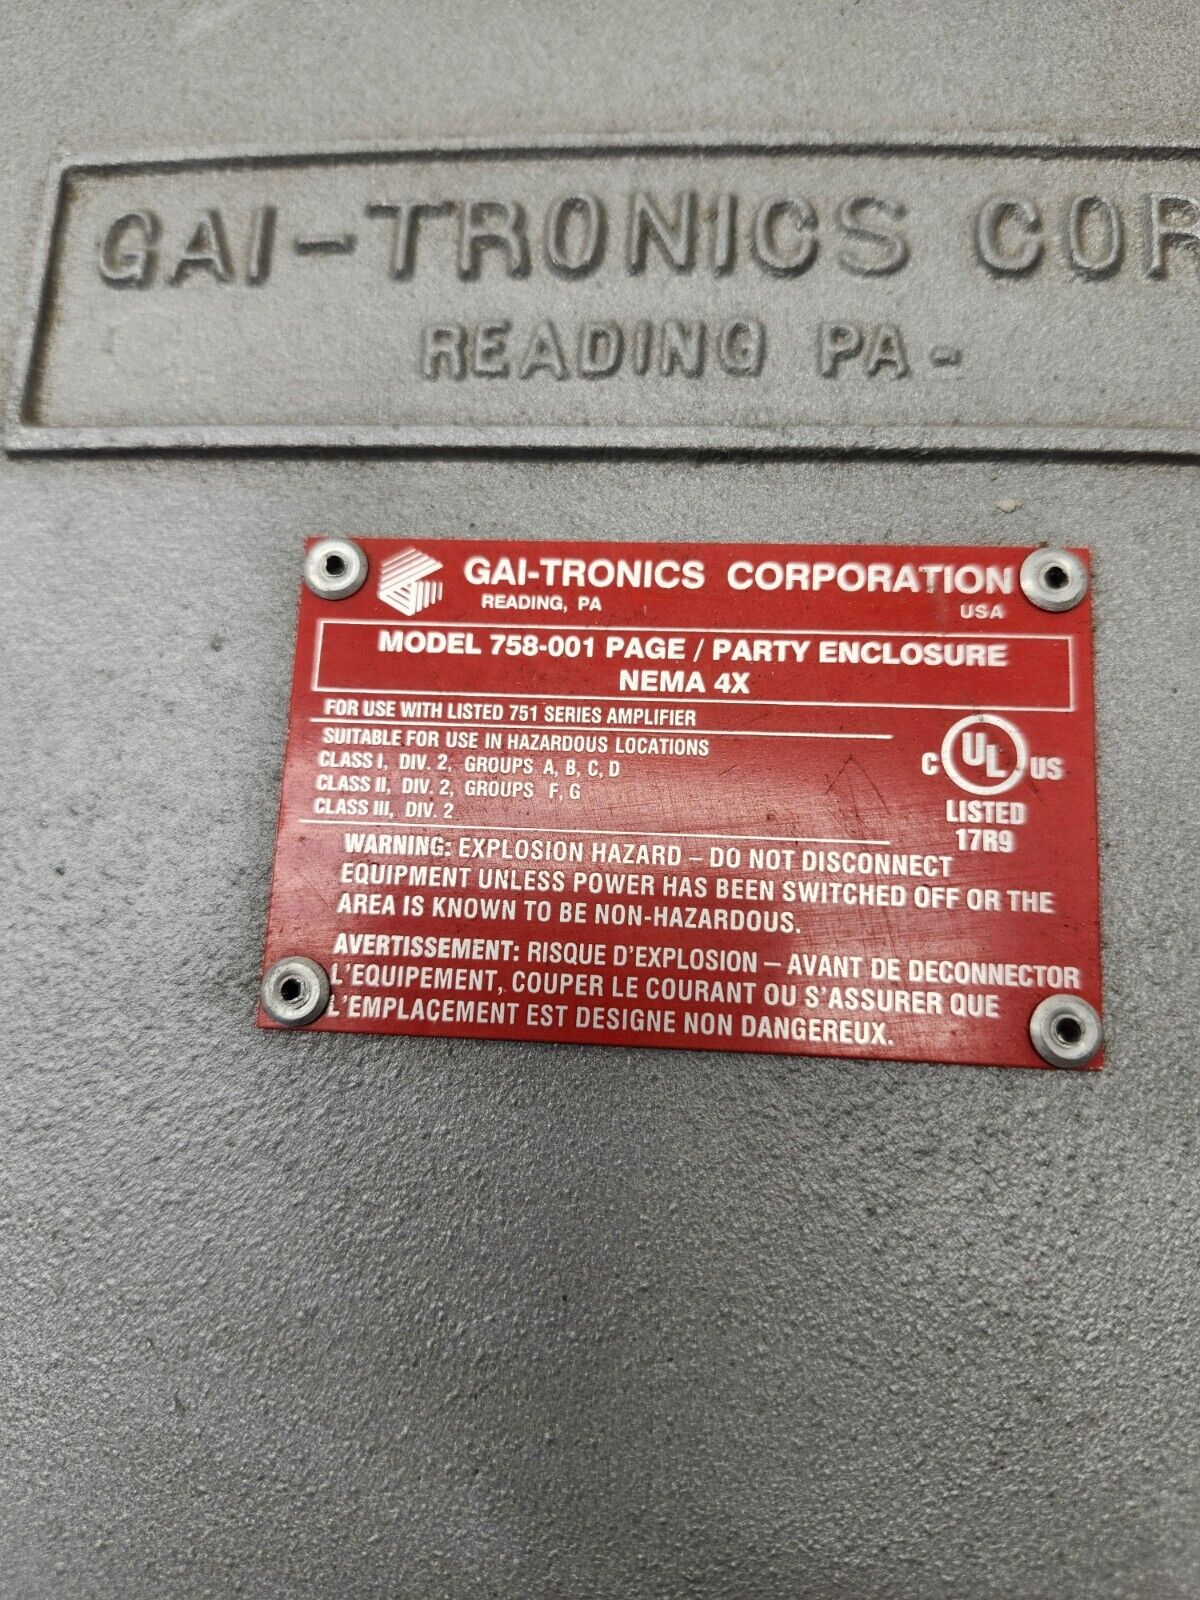 GAI-TRONICS COR
READING PA-
GAI-TRONICS CORPORATION
READING, PA USA
MODEL 758-001 PAGE / PARTY ENCLOSURE
NEMA 4X
FOR USE WITH LISTED 751 SERIES AMPLIFIER
SUITABLE FOR USE IN HAZARDOUS LOCATIONS
CLASS I, DIV. 2, GROUPS A, B, C, D
CLASS II, DIV. 2, GROUPS F, G
CLASS III, DIV. 2
C UL US
LISTED
17R9
WARNING: EXPLOSION HAZARD – DO NOT DISCONNECT
EQUIPMENT UNLESS POWER HAS BEEN SWITCHED OFF OR THE
AREA IS KNOWN TO BE NON-HAZARDOUS.
AVERTISSEMENT: RISQUE D'EXPLOSION – AVANT DE DECONNECTOR
L'EQUIPEMENT, COUPER LE COURANT OU S'ASSURER QUE
L'EMPLACEMENT EST DESIGNE NON DANGEREUX.